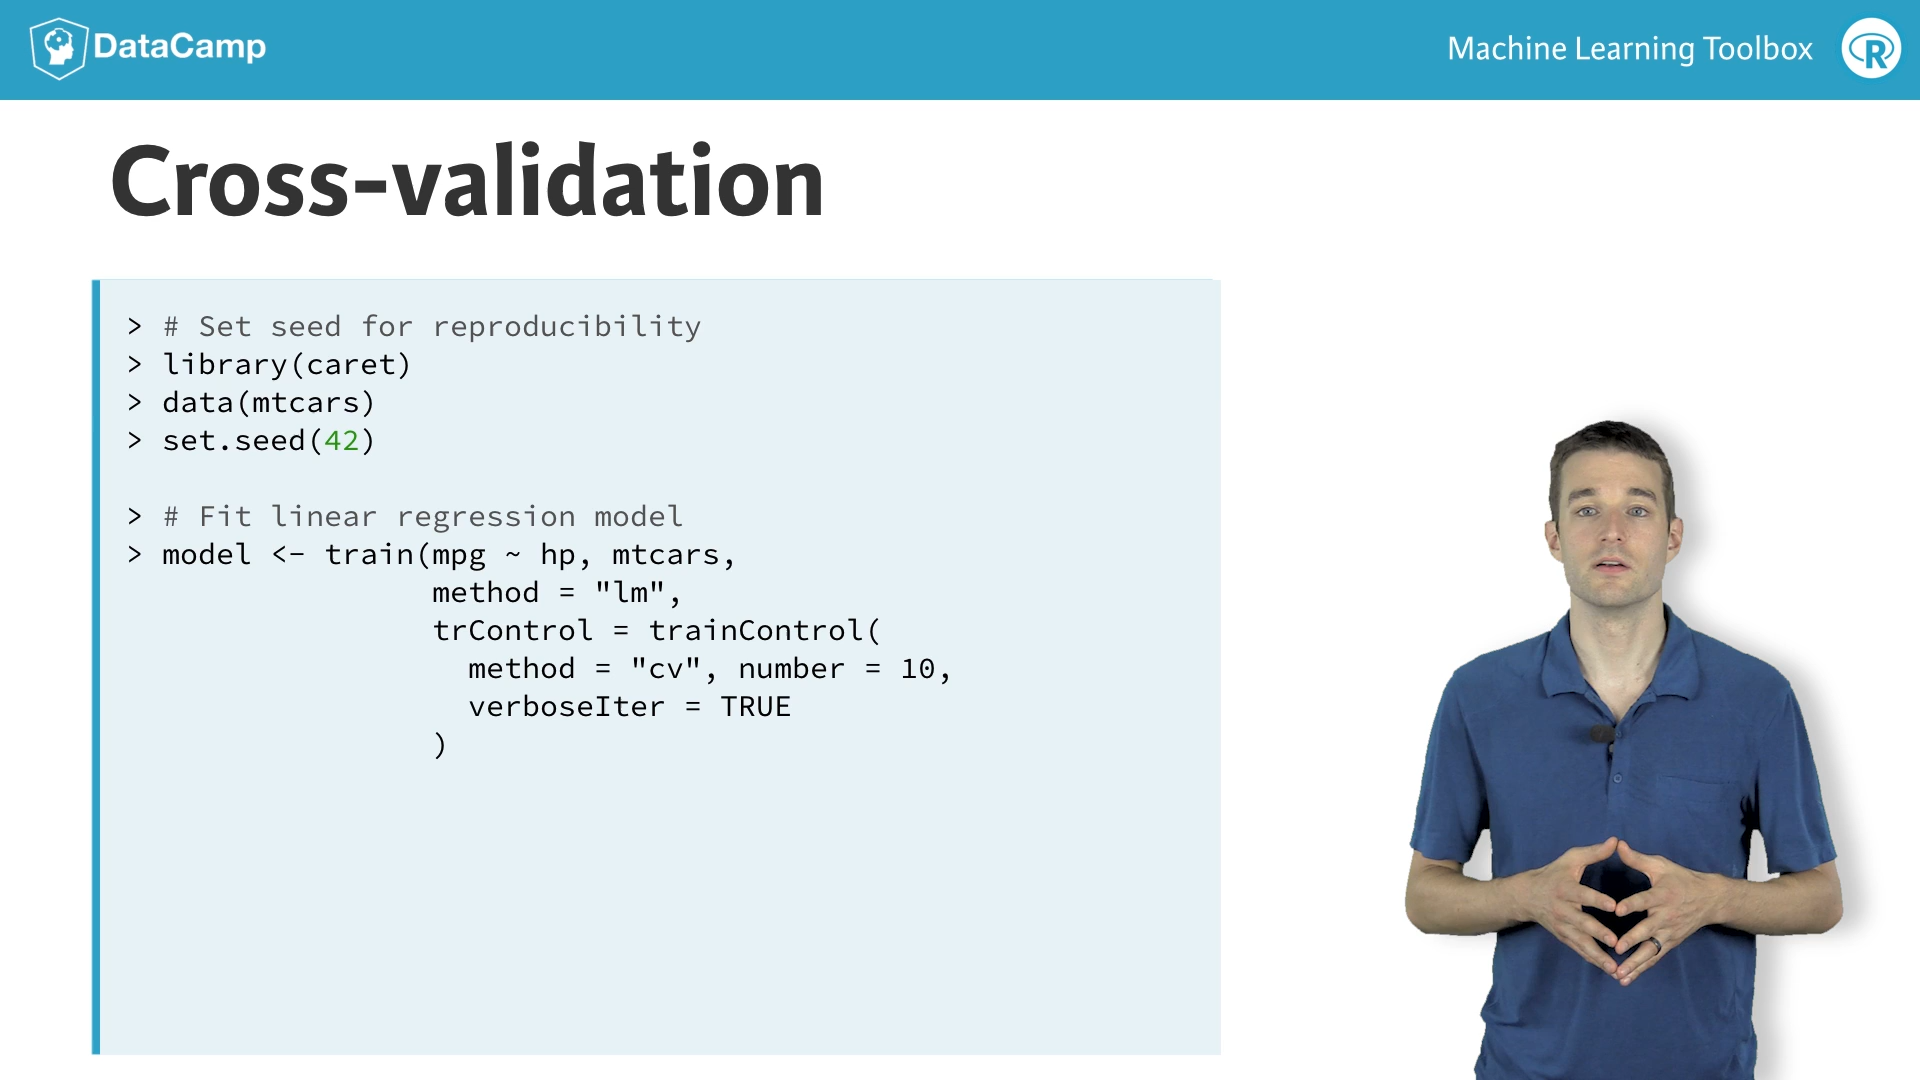 DataCamp
Machine Learning Toolbox
R
Cross-validation
> # Set seed for reproducibility
> library(caret)
> data(mtcars)
> set.seed(42)
> # Fit linear regression model
> model <- train(mpg ~ hp, mtcars,
method = "lm",
trControl = trainControl(
method = "cv", number = 10,
verboseIter = TRUE
)